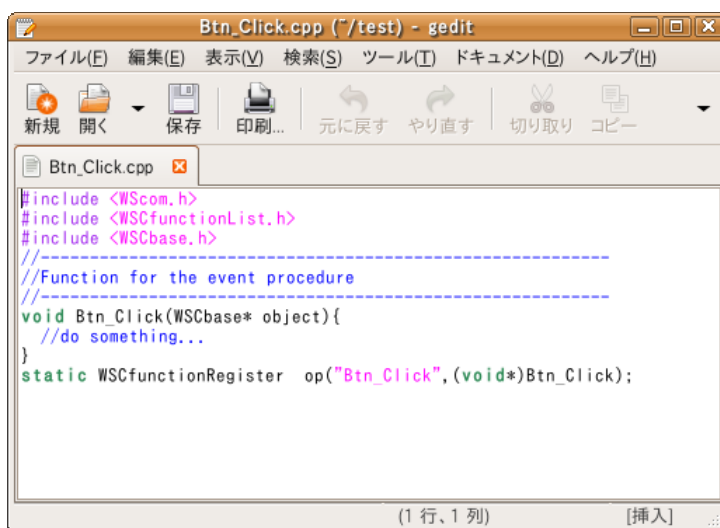 Btn_Click.cpp (~/test) - gedit
ファイル(F) 編集(E) 表示(V) 検索(S) ツール(T) ドキュメント(D) ヘルプ(H)
新規 開く 保存 印刷... 元に戻す やり直す 切り取り コピー
Btn_Click.cpp
#include <WScom.h>
#include <WSCfunctionList.h>
#include <WSCbase.h>
//----------------------------------------------------------
//Function for the event procedure
//----------------------------------------------------------
void Btn_Click(WSCbase* object){
  //do something...
}
static WSCfunctionRegister  op("Btn_Click",(void*)Btn_Click);
(1 行、1 列) [挿入]